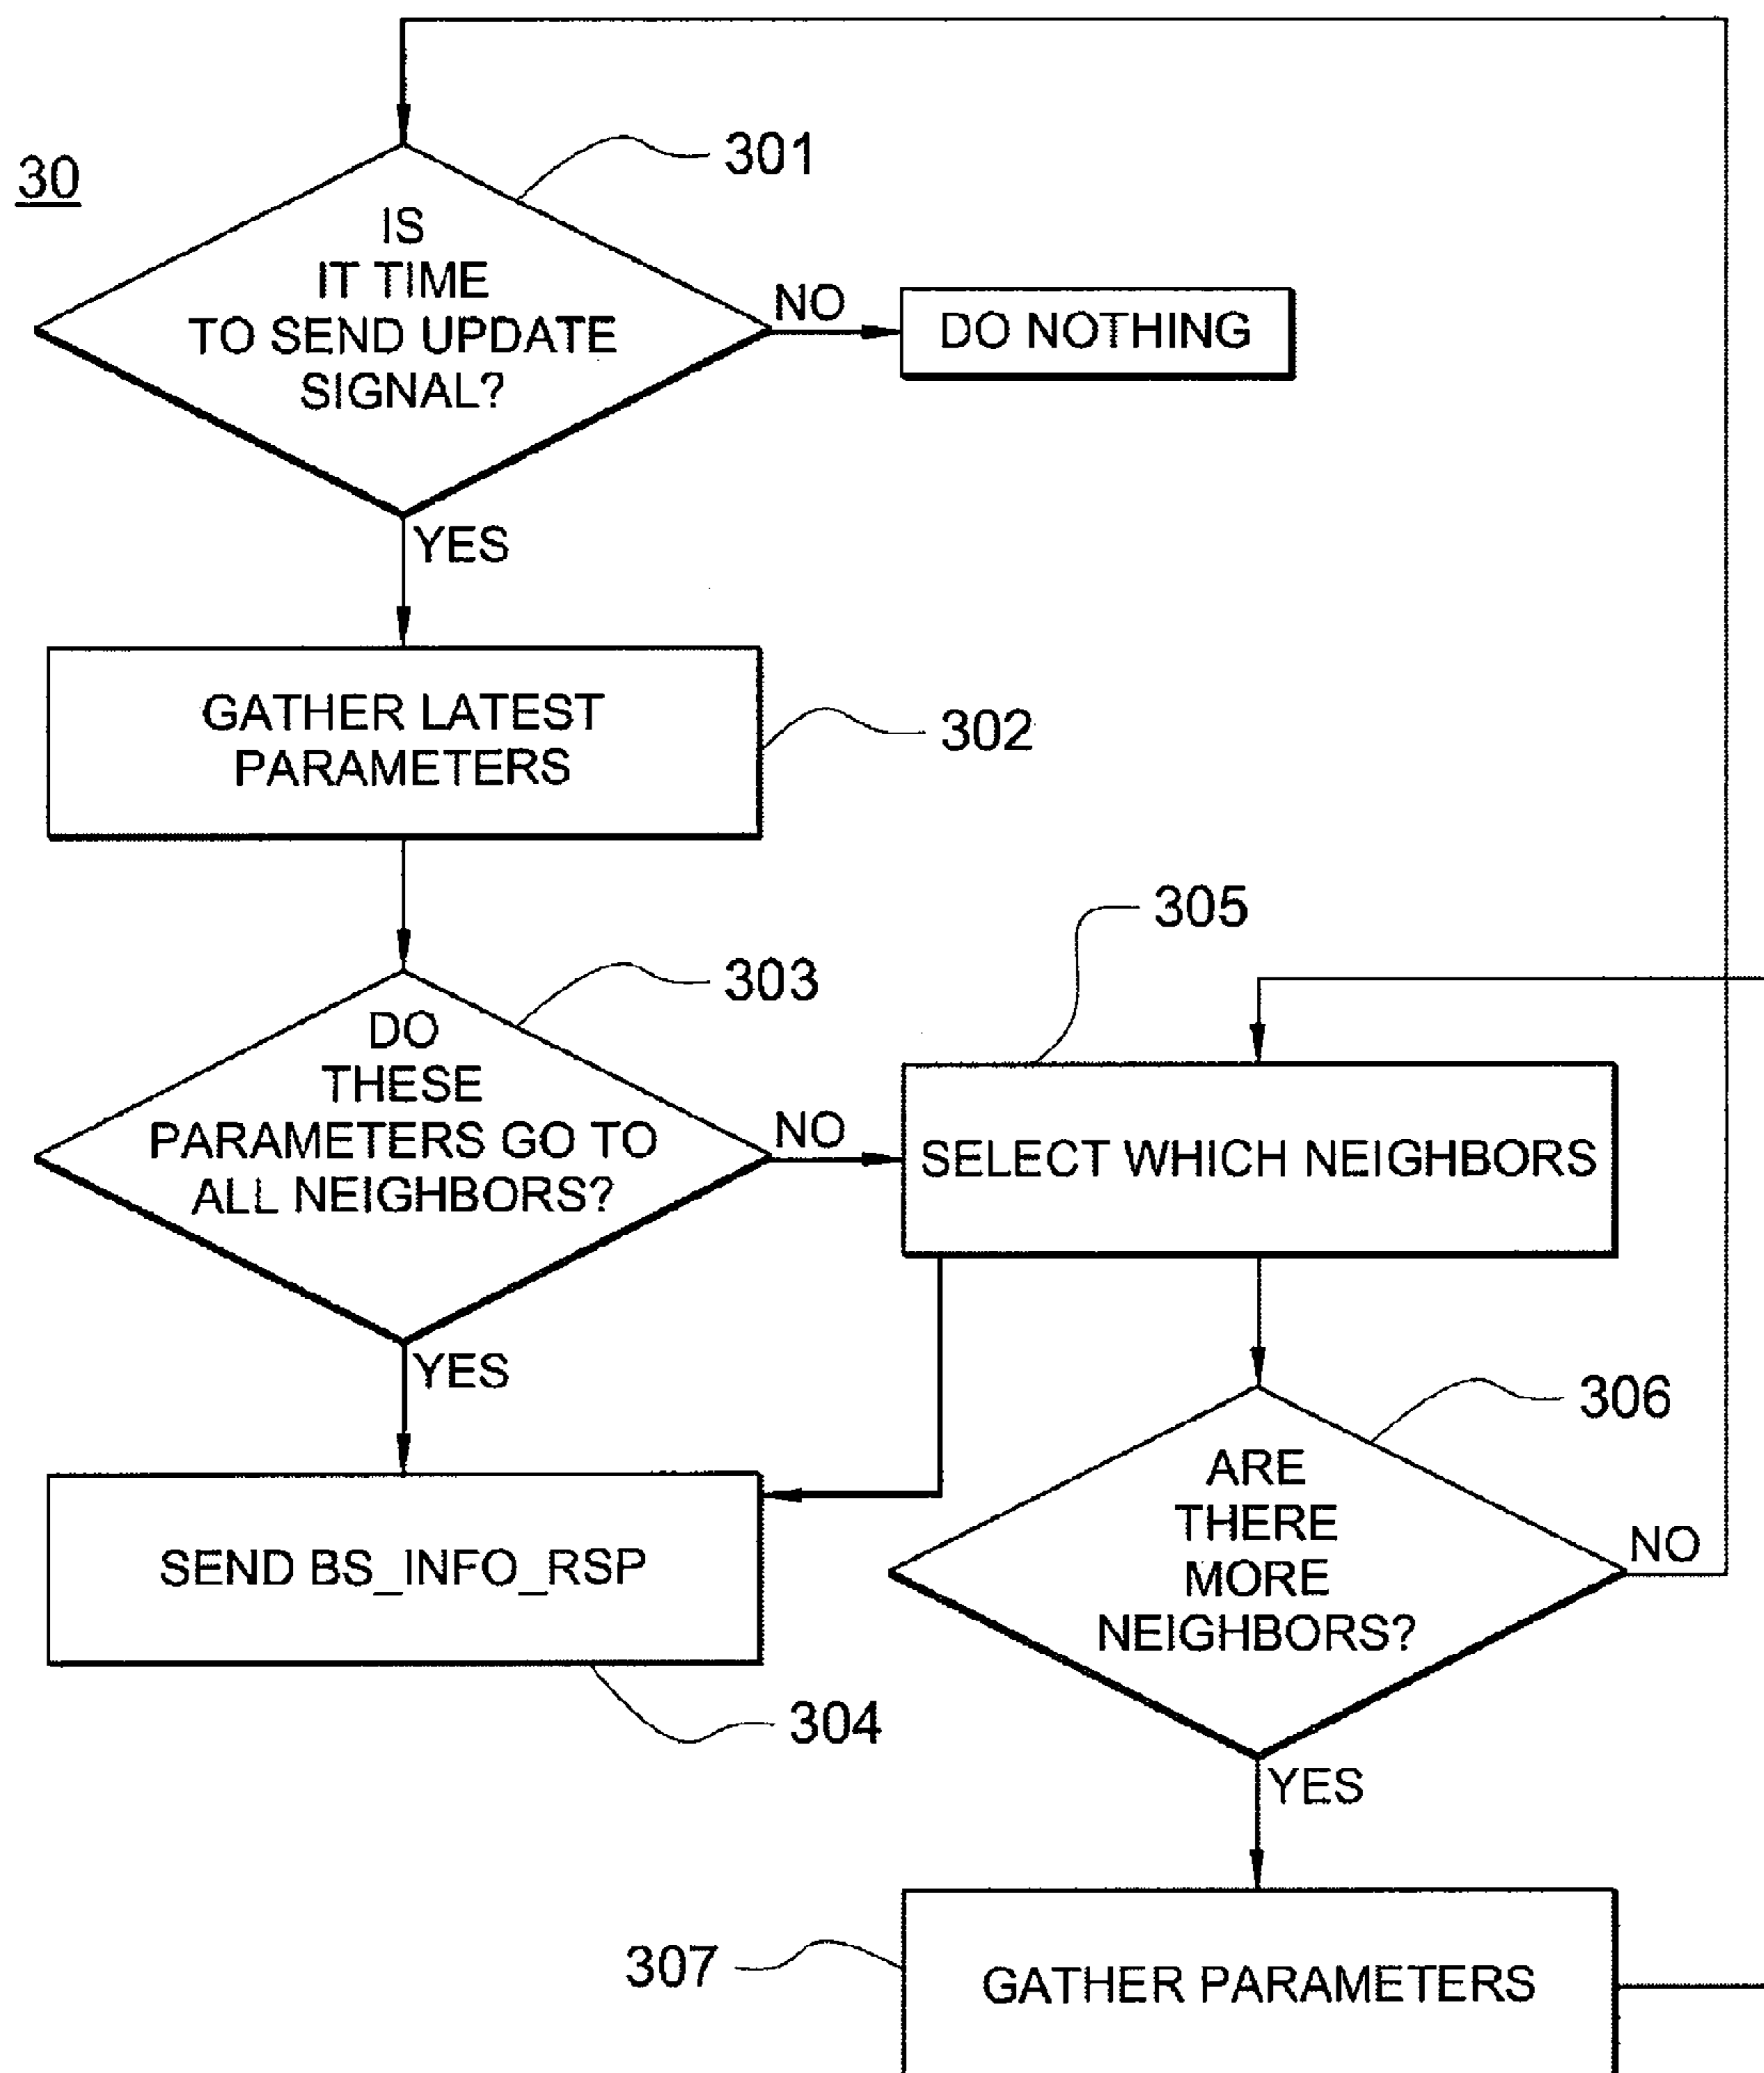 30
301
IS
IT TIME
TO SEND UPDATE
SIGNAL?
NO
DO NOTHING
YES
GATHER LATEST
PARAMETERS
302
303
DO
THESE
PARAMETERS GO TO
ALL NEIGHBORS?
NO
305
SELECT WHICH NEIGHBORS
YES
SEND BS_INFO_RSP
304
306
ARE
THERE
MORE
NEIGHBORS?
NO
YES
307
GATHER PARAMETERS